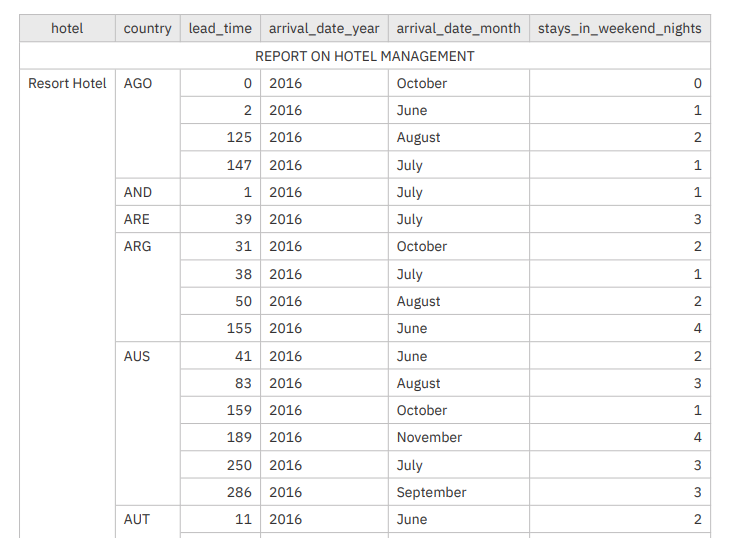 hotel country lead_time arrival_date_year arrival_date_month stays_in_weekend_nights
REPORT ON HOTEL MANAGEMENT
Resort Hotel AGO 0 2016 October 0
2 2016 June 1
125 2016 August 2
147 2016 July 1
AND 1 2016 July 1
ARE 39 2016 July 3
ARG 31 2016 October 2
38 2016 July 1
50 2016 August 2
155 2016 June 4
AUS 41 2016 June 2
83 2016 August 3
159 2016 October 1
189 2016 November 4
250 2016 July 3
286 2016 September 3
AUT 11 2016 June 2